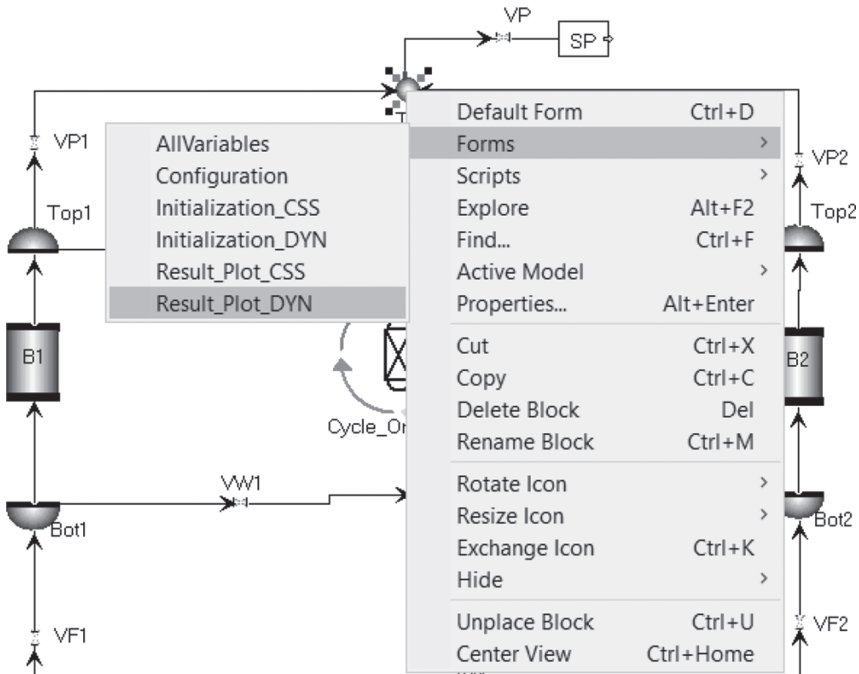 VP
SP
T
VP1
VP2
Top1
Top2
Default Form Ctrl+D
Forms
Scripts
Explore Alt+F2
Find... Ctrl+F
Active Model
Properties... Alt+Enter
Cut Ctrl+X
Copy Ctrl+C
Delete Block Del
Rename Block Ctrl+M
Rotate Icon
Resize Icon
Exchange Icon Ctrl+K
Hide
Unplace Block Ctrl+U
Center View Ctrl+Home
AllVariables
Configuration
Initialization_CSS
Initialization_DYN
Result_Plot_CSS
Result_Plot_DYN
B1
B2
Cycle_Or
VW1
Bot1
Bot2
VF1
VF2